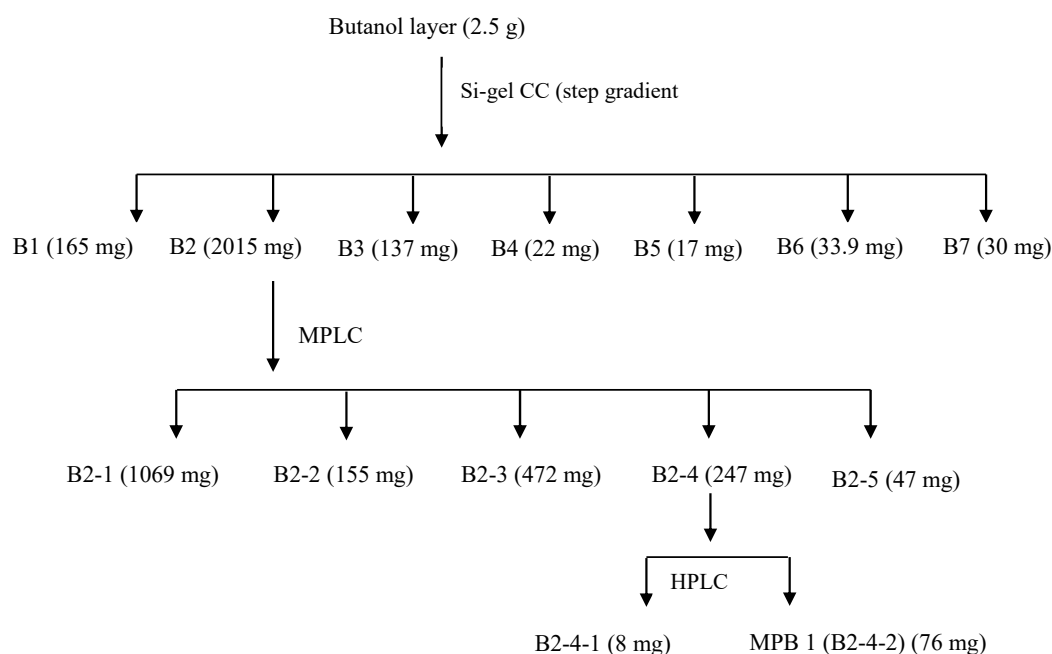 Butanol layer (2.5 g)
Si-gel CC (step gradient
B1 (165 mg) B2 (2015 mg) B3 (137 mg) B4 (22 mg) B5 (17 mg) B6 (33.9 mg) B7 (30 mg)
MPLC
B2-1 (1069 mg) B2-2 (155 mg) B2-3 (472 mg) B2-4 (247 mg) B2-5 (47 mg)
HPLC
B2-4-1 (8 mg) MPB 1 (B2-4-2) (76 mg)